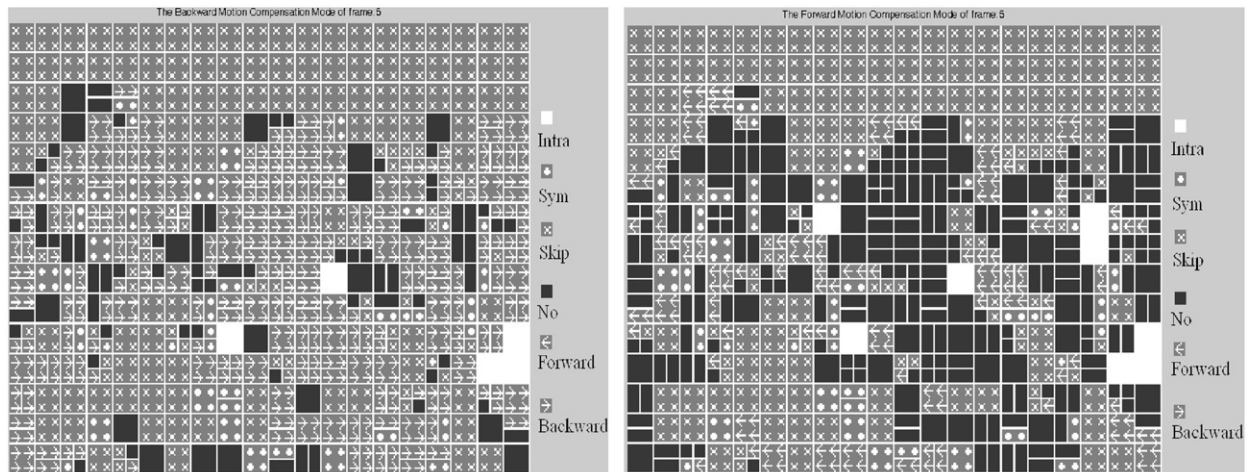 The Backward Motion Compensation Mode of frame:5
Intra
Sym
Skip
No
Forward
Backward
The Forward Motion Compensation Mode of frame:5
Intra
Sym
Skip
No
Forward
Backward